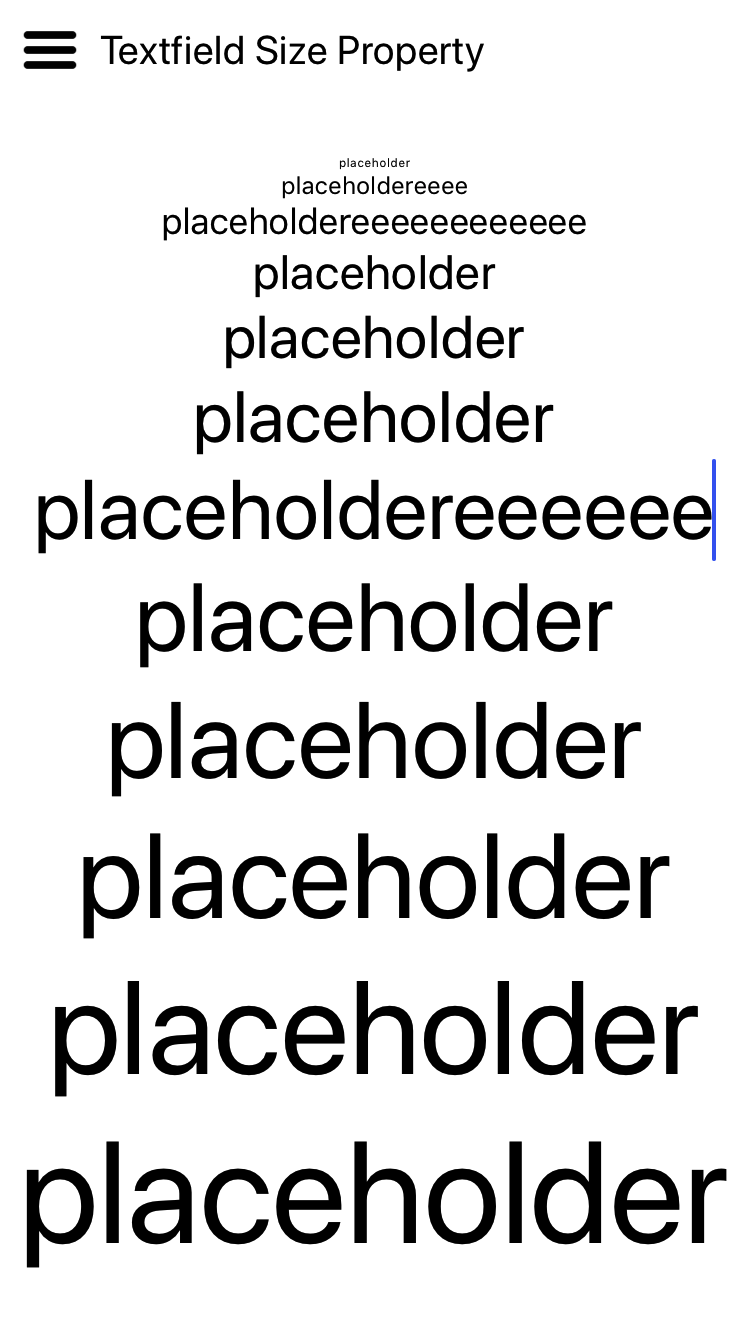 Textfield Size Property
placeholder
placeholdereeee
placeholdereeeeeeeeeeee
placeholder
placeholder
placeholder
placeholdereeeeee
placeholder
placeholder
placeholder
placeholder
placeholder